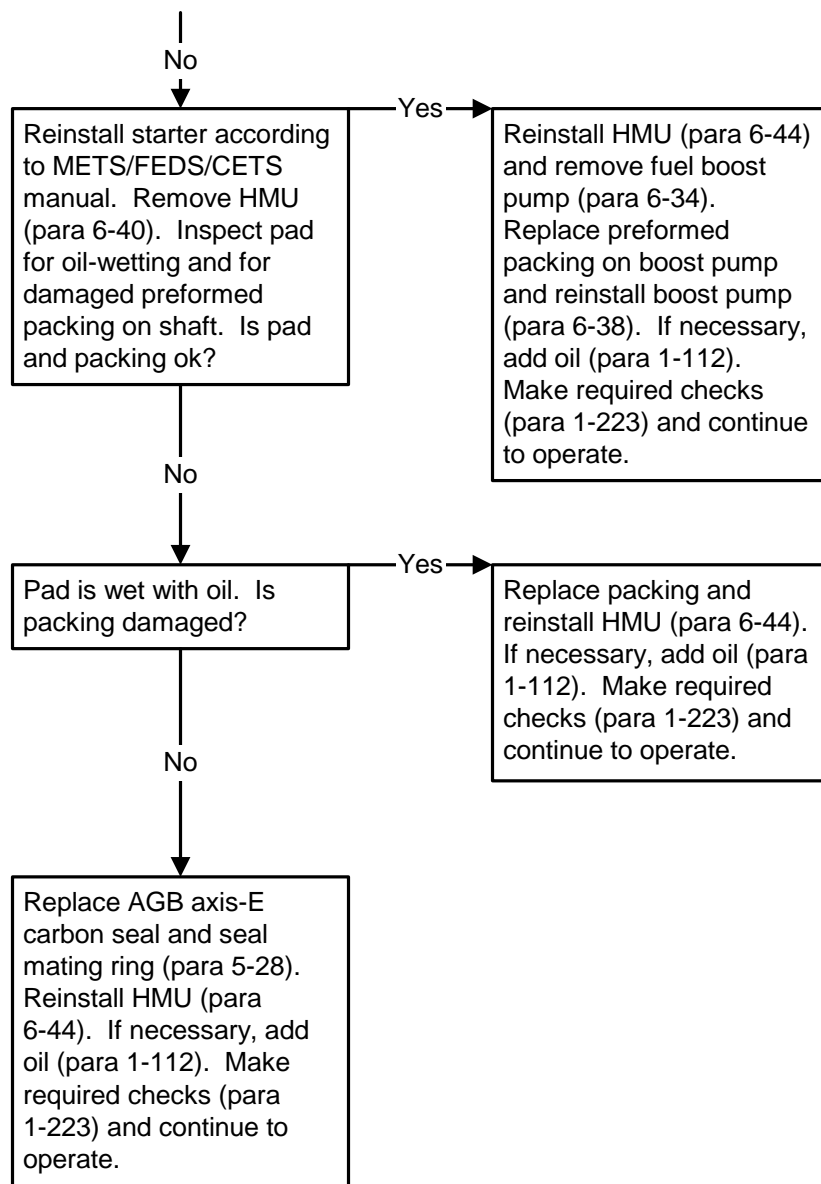 No
Reinstall starter according
to METS/FEDS/CETS
manual.  Remove HMU
(para 6-40).  Inspect pad
for oil-wetting and for
damaged preformed
packing on shaft.  Is pad
and packing ok?
Yes
Reinstall HMU (para 6-44)
and remove fuel boost
pump (para 6-34).
Replace preformed
packing on boost pump
and reinstall boost pump
(para 6-38).  If necessary,
add oil (para 1-112).
Make required checks
(para 1-223) and continue
to operate.
No
Pad is wet with oil.  Is
packing damaged?
Yes
Replace packing and
reinstall HMU (para 6-44).
If necessary, add oil (para
1-112).  Make required
checks (para 1-223) and
continue to operate.
No
Replace AGB axis-E
carbon seal and seal
mating ring (para 5-28).
Reinstall HMU (para
6-44).  If necessary, add
oil (para 1-112).  Make
required checks (para
1-223) and continue to
operate.